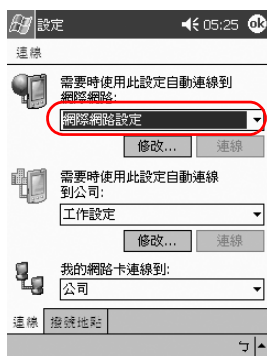 設定 05:25 ok
連線
需要時使用此設定自動連線到
網際網路:
網際網路設定
修改... 連線
需要時使用此設定自動連線
到公司:
工作設定
修改... 連線
我的網路卡連線到:
公司
連線 撥號地點